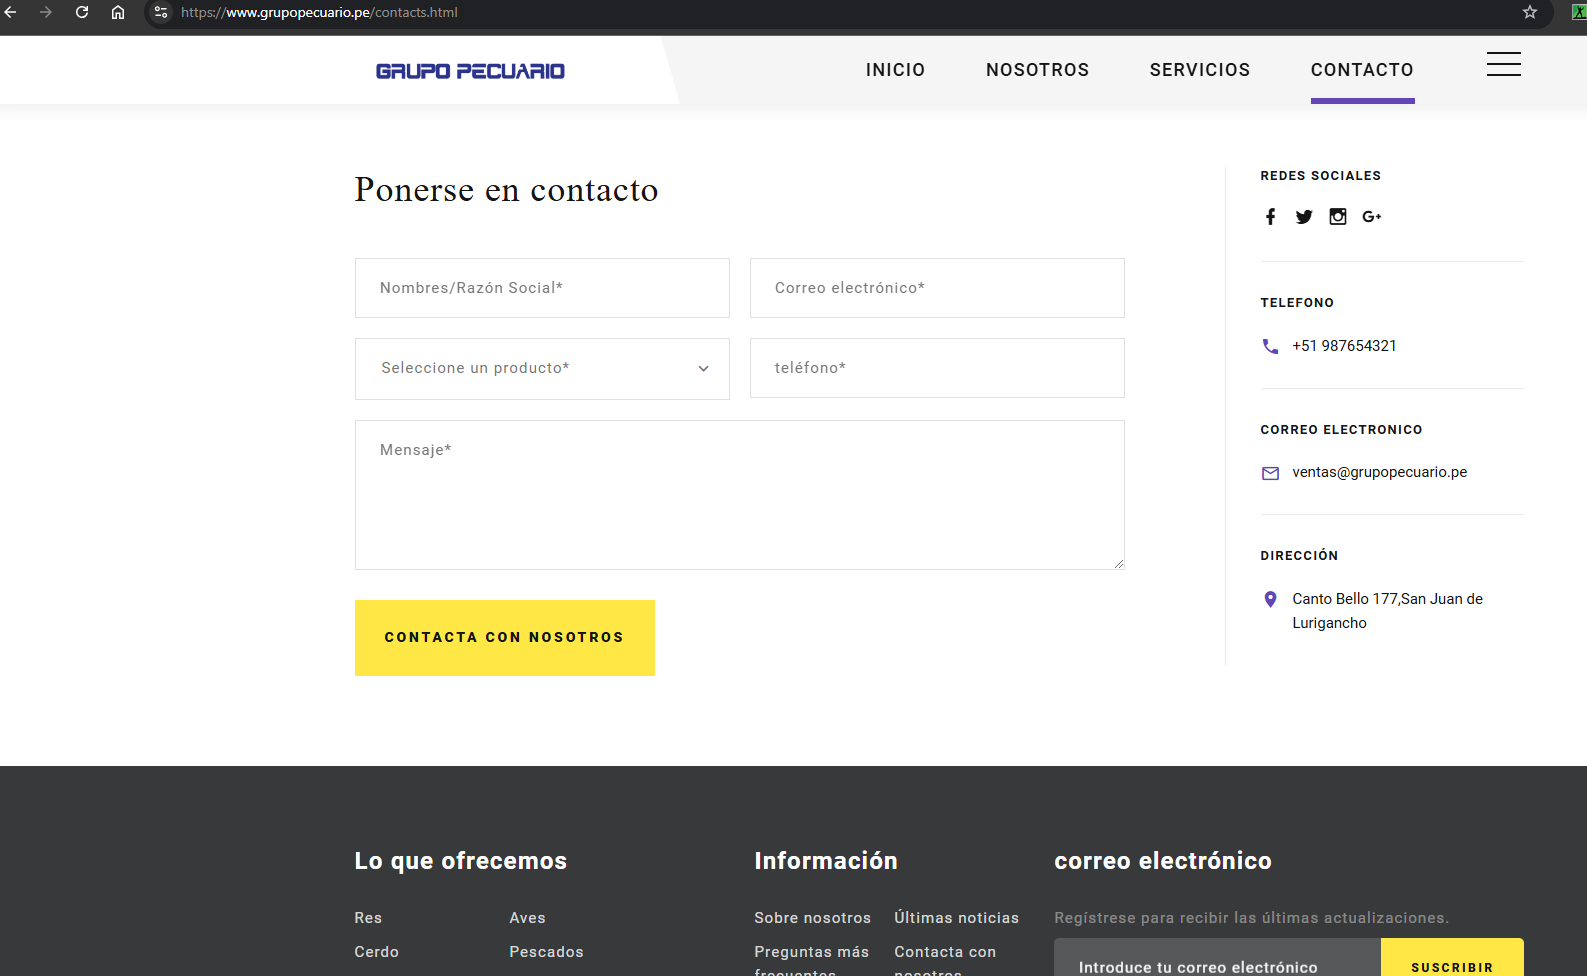 https://www.grupopecuario.pe/contacts.html
GRUPO PECUARIO
INICIO
NOSOTROS
SERVICIOS
CONTACTO
Ponerse en contacto
Nombres/Razón Social*
Correo electrónico*
Seleccione un producto*
teléfono*
Mensaje*
CONTACTA CON NOSOTROS
REDES SOCIALES
G+
TELEFONO
+51 987654321
CORREO ELECTRONICO
ventas@grupopecuario.pe
DIRECCIÓN
Canto Bello 177,San Juan de
Lurigancho
Lo que ofrecemos
Res
Aves
Cerdo
Pescados
Información
Sobre nosotros
Últimas noticias
Preguntas más
frecuentes
Contacta con
nosotros
correo electrónico
Regístrese para recibir las últimas actualizaciones.
Introduce tu correo electrónico
SUSCRIBIR